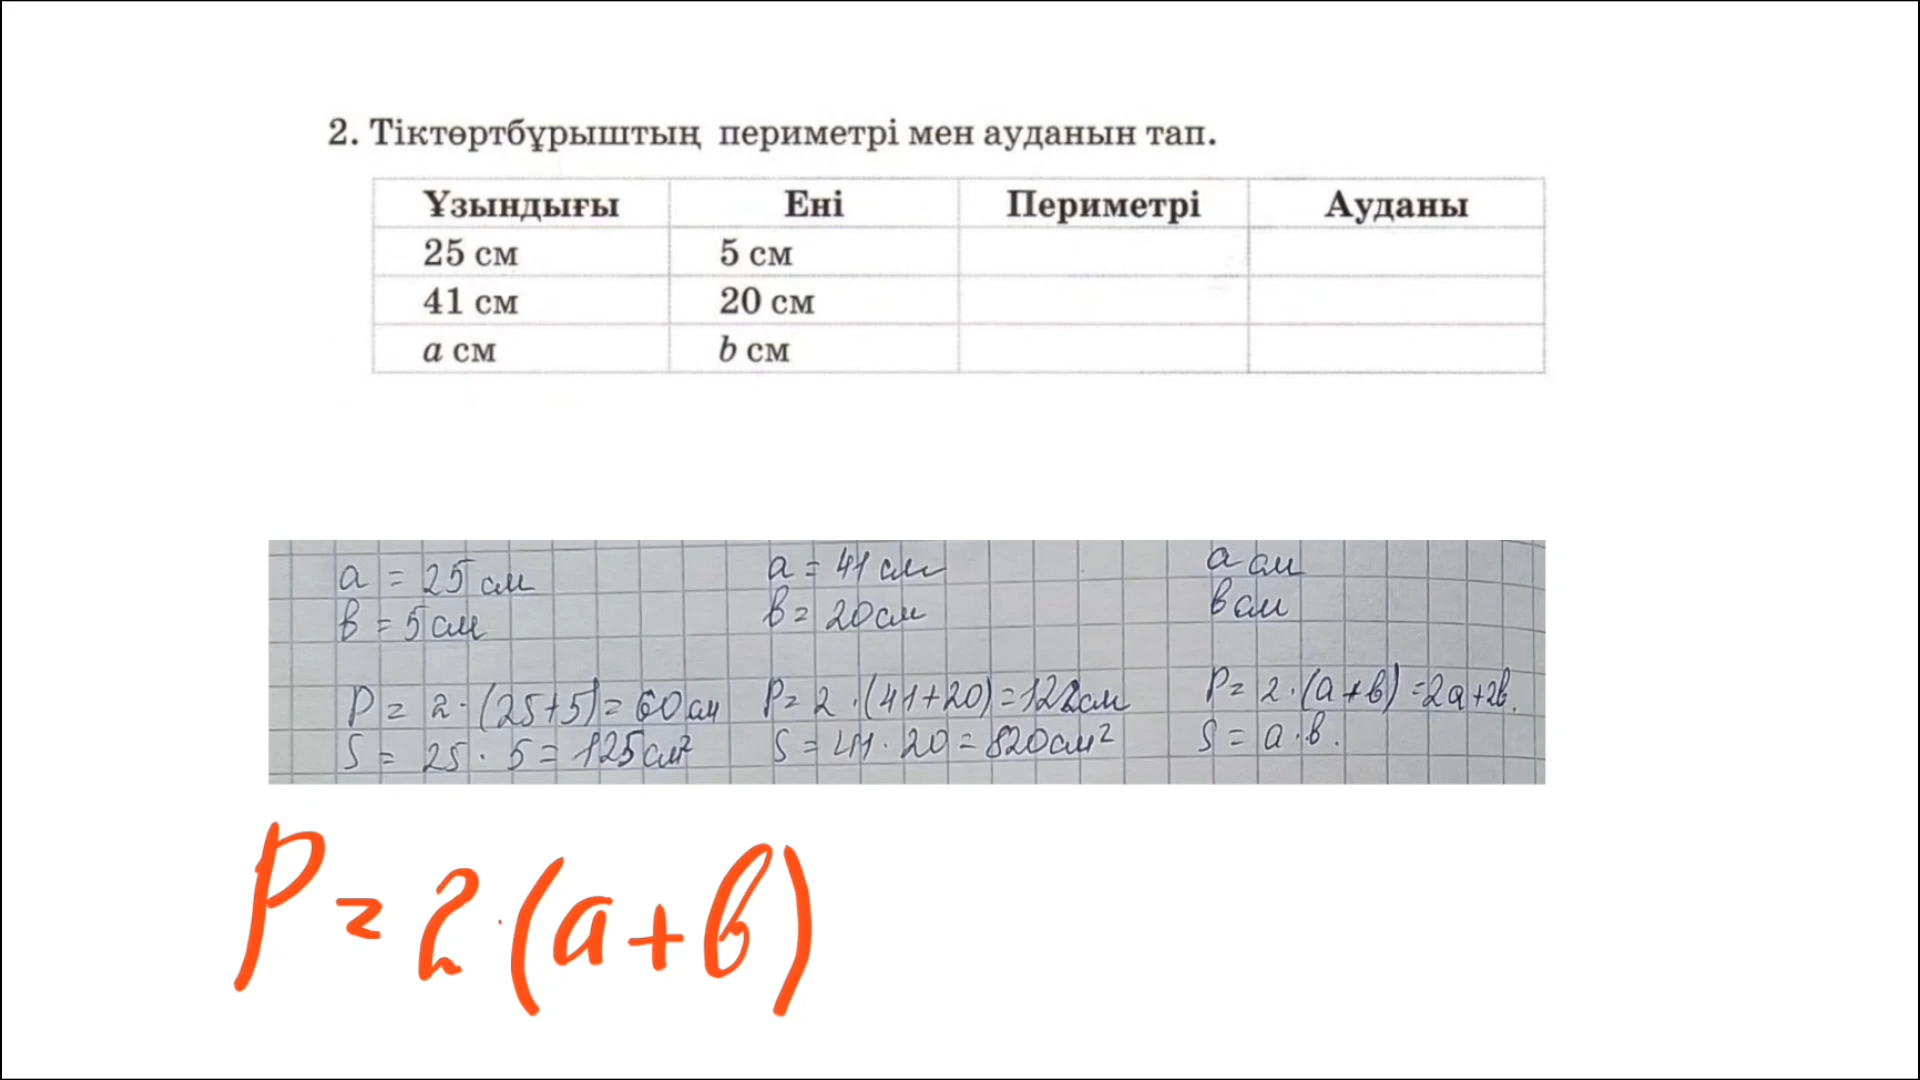 2. Тіктөртбұрыштың периметрі мен ауданын тап.
Ұзындығы Ені Периметрі Ауданы
25 см 5 см
41 см 20 см
a см b см
a = 25 см a = 41 см a см
в = 5 см в = 20 см в см
P = 2 · (25+5) = 60 см P = 2 · (41+20) = 122 см P = 2 · (a + в) = 2a + 2в.
S = 25 · 5 = 125 см² S = 41 · 20 = 820 см² S = a · в.
P = 2 · (a + в)